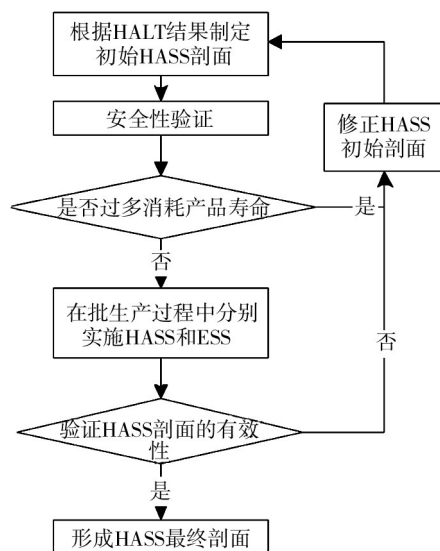 根据HALT结果制定
初始HASS剖面
安全性验证
修正HASS
初始剖面
是否过多消耗产品寿命
是
否
在批生产过程中分别
实施HASS和ESS
否
验证HASS剖面的有效
性
是
形成HASS最终剖面